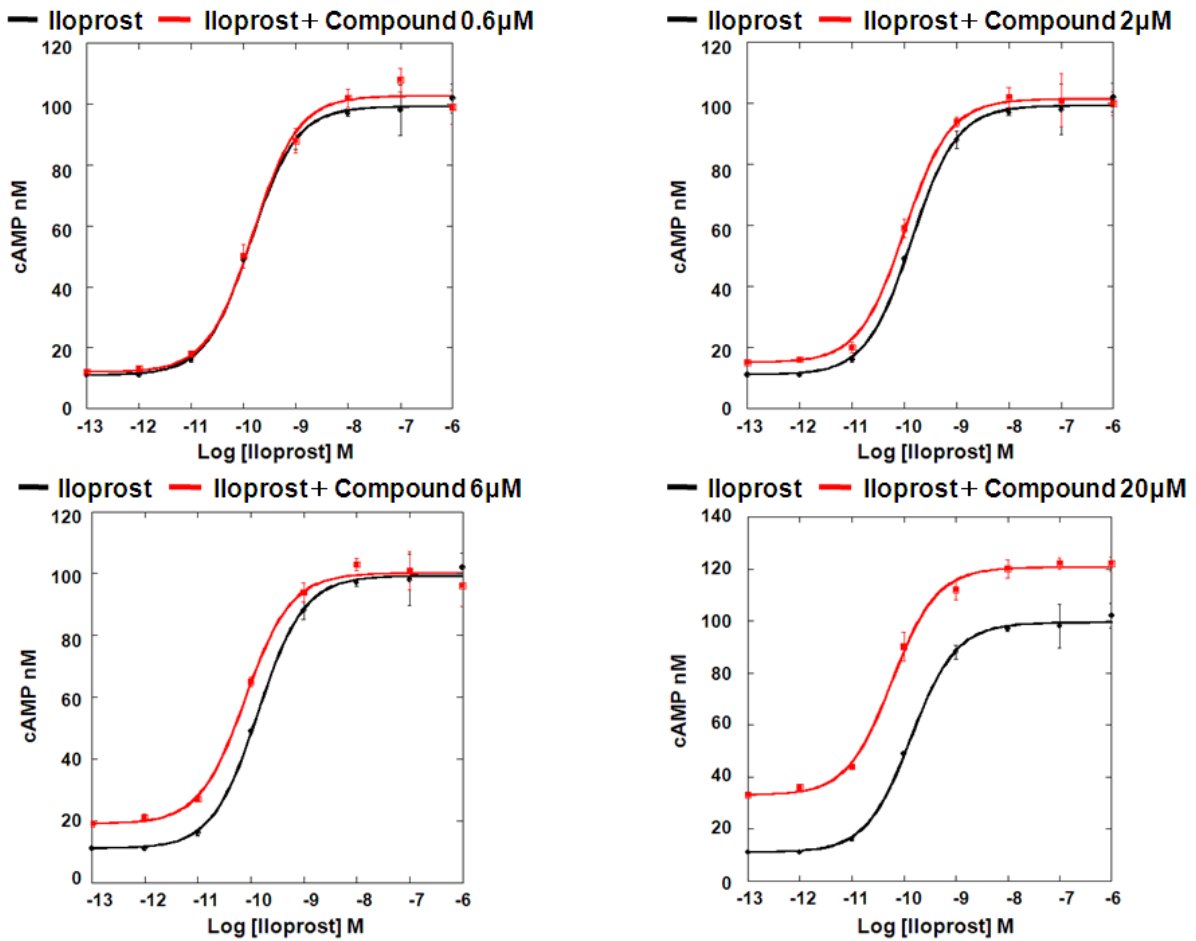 Iloprost Iloprost + Compound 0.6µM
120
100
80
60
40
20
0
cAMP nM
-13 -12 -11 -10 -9 -8 -7 -6
Log [Iloprost] M
Iloprost Iloprost + Compound 2µM
120
100
80
60
40
20
0
cAMP nM
-13 -12 -11 -10 -9 -8 -7 -6
Log [Iloprost] M
Iloprost Iloprost + Compound 6µM
120
100
80
60
40
20
0
cAMP nM
-13 -12 -11 -10 -9 -8 -7 -6
Log [Iloprost] M
Iloprost Iloprost + Compound 20µM
140
120
100
80
60
40
20
0
cAMP nM
-13 -12 -11 -10 -9 -8 -7 -6
Log [Iloprost] M